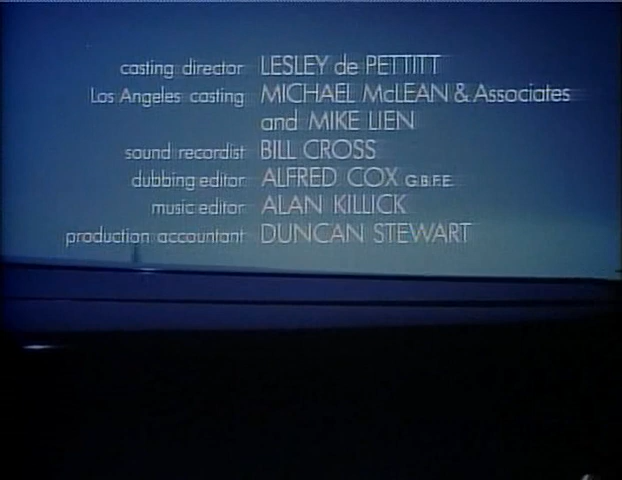 casting director LESLEY de PETTITT
Los Angeles casting MICHAEL McLEAN & Associates
and MIKE LIEN
sound recordist BILL CROSS
dubbing editor ALFRED COX G.B.F.E.
music editor ALAN KILLICK
production accountant DUNCAN STEWART